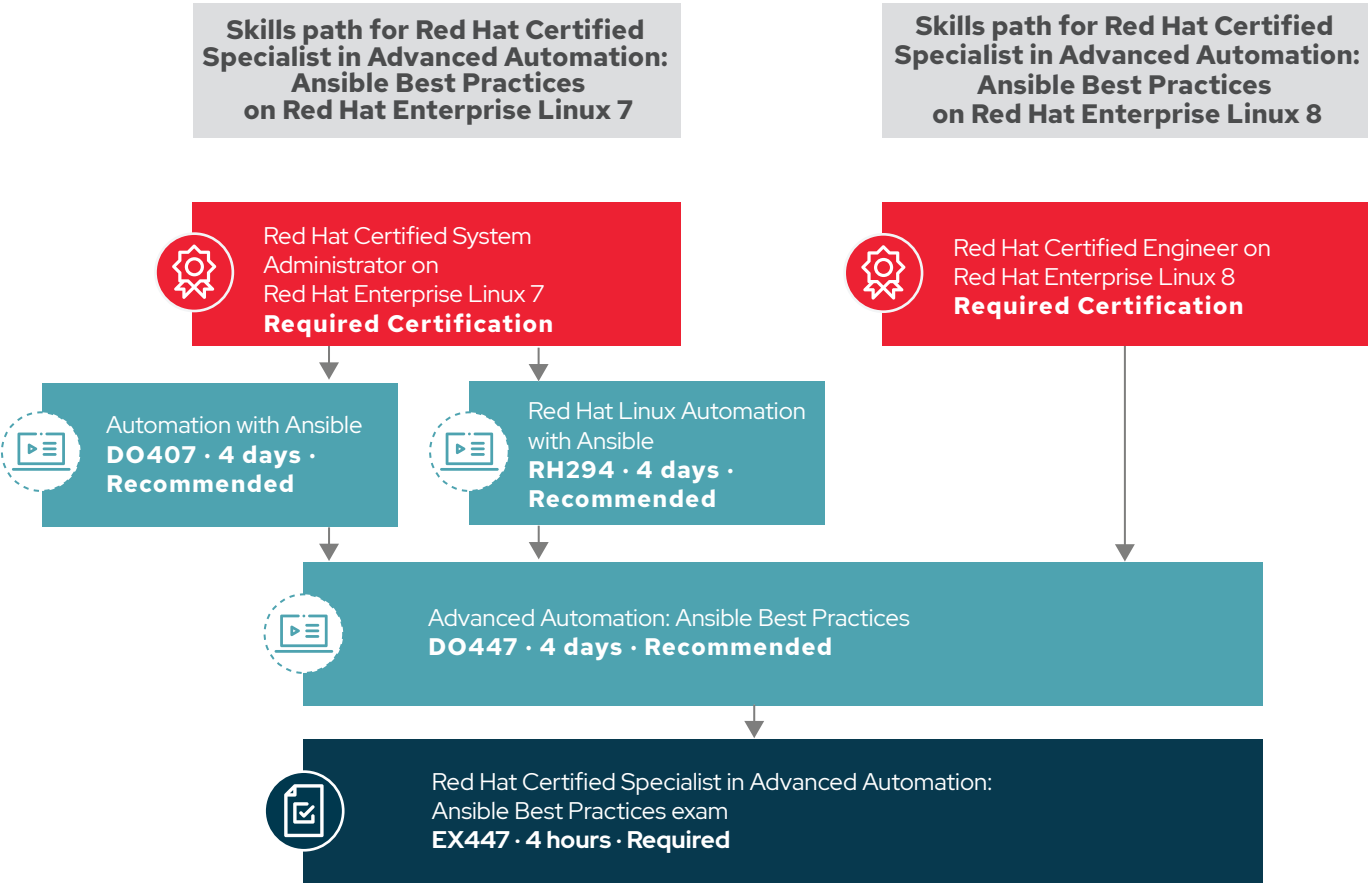 Skills path for Red Hat Certified
Specialist in Advanced Automation:
Ansible Best Practices
on Red Hat Enterprise Linux 7
Skills path for Red Hat Certified
Specialist in Advanced Automation:
Ansible Best Practices
on Red Hat Enterprise Linux 8
Red Hat Certified System
Administrator on
Red Hat Enterprise Linux 7
Required Certification
Red Hat Certified Engineer on
Red Hat Enterprise Linux 8
Required Certification
Automation with Ansible
DO407 · 4 days ·
Recommended
Red Hat Linux Automation
with Ansible
RH294 · 4 days ·
Recommended
Advanced Automation: Ansible Best Practices
DO447 · 4 days · Recommended
Red Hat Certified Specialist in Advanced Automation:
Ansible Best Practices exam
EX447 · 4 hours · Required